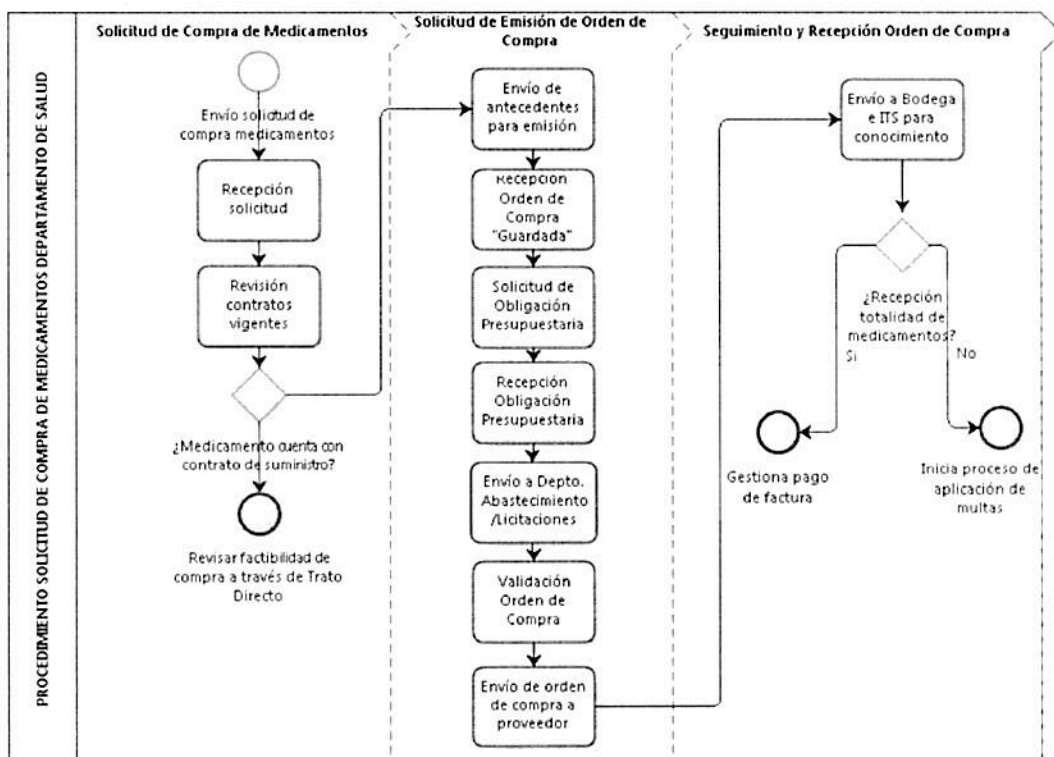 PROCEDIMIENTO SOLICITUD DE COMPRA DE MEDICAMENTOS DEPARTAMENTO DE SALUD
Solicitud de Compra de Medicamentos
Envío solicitud de
compra medicamentos
Recepción
solicitud
Revisión
contratos
vigentes
¿Medicamento cuenta con
contrato de suministro?
Revisar factibilidad de
compra a través de Trato
Directo
Solicitud de Emisión de Orden de
Compra
Envío de
antecedentes
para emisión
Recepción
Orden de
Compra
"Guardada"
Solicitud de
Obligación
Presupuestaria
Recepción
Obligación
Presupuestaria
Envío a Depto.
Abastecimiento
/Licitaciones
Validación
Orden de
Compra
Envío de orden
de compra a
proveedor
Seguimiento y Recepción Orden de Compra
Envío a Bodega
e ITS para
conocimiento
¿Recepción
totalidad de
medicamentos?
Si
No
Gestiona pago
de factura
Inicia proceso de
aplicación de
multas